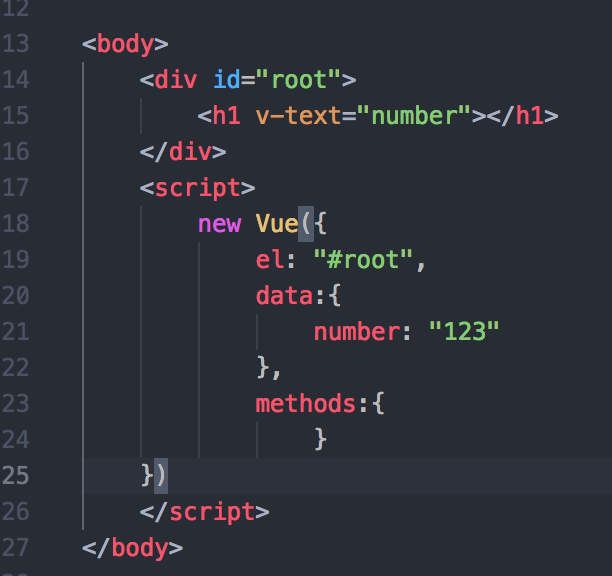 12
13 <body>
14     <div id="root">
15         <h1 v-text="number"></h1>
16     </div>
17     <script>
18         new Vue({
19             el: "#root",
20             data:{
21                 number: "123"
22             },
23             methods:{
24                 }
25     })
26     </script>
27 </body>